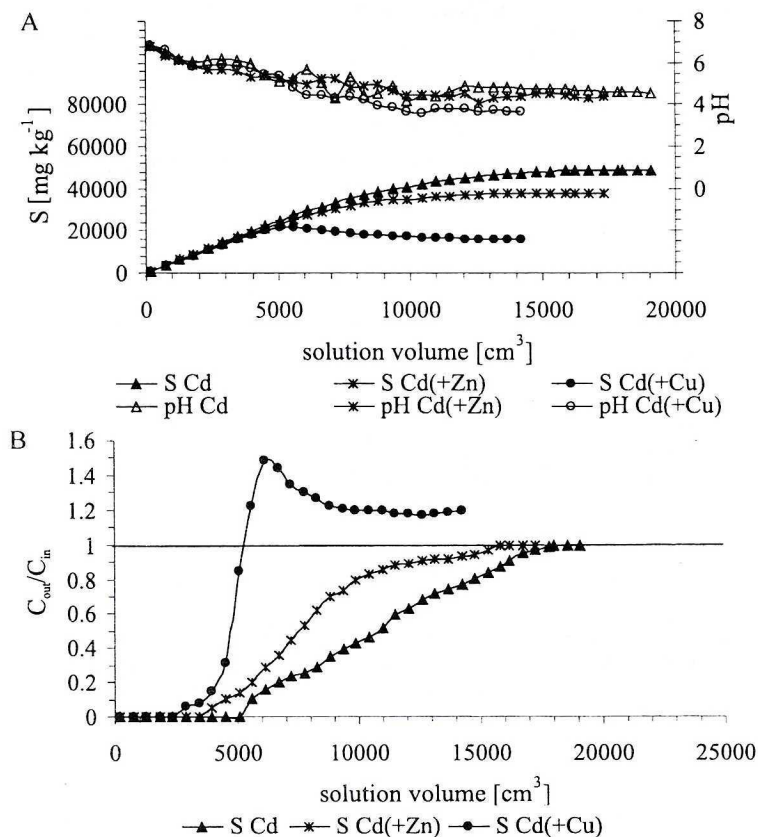 A
S [mg kg⁻¹]
80000
60000
40000
20000
0
8
6
4
2
0
pH
0 5000 10000 15000 20000
solution volume [cm³]
S Cd S Cd(+Zn) S Cd(+Cu)
pH Cd pH Cd(+Zn) pH Cd(+Cu)
B
C_out/C_in
1.6
1.4
1.2
1
0.8
0.6
0.4
0.2
0
0 5000 10000 15000 20000 25000
solution volume [cm³]
S Cd S Cd(+Zn) S Cd(+Cu)